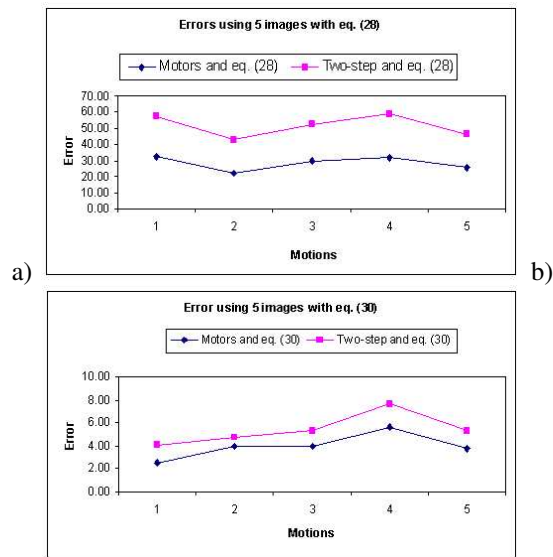 Errors using 5 images with eq. (28)
Motors and eq. (28) Two-step and eq. (28)
70.00
60.00
50.00
40.00
30.00
20.00
10.00
0.00
Error
1 2 3 4 5
Motions
a) b)
Error using 5 images with eq. (30)
Motors and eq. (30) Two-step and eq. (30)
10.00
8.00
6.00
4.00
2.00
0.00
Error
1 2 3 4 5
Motions